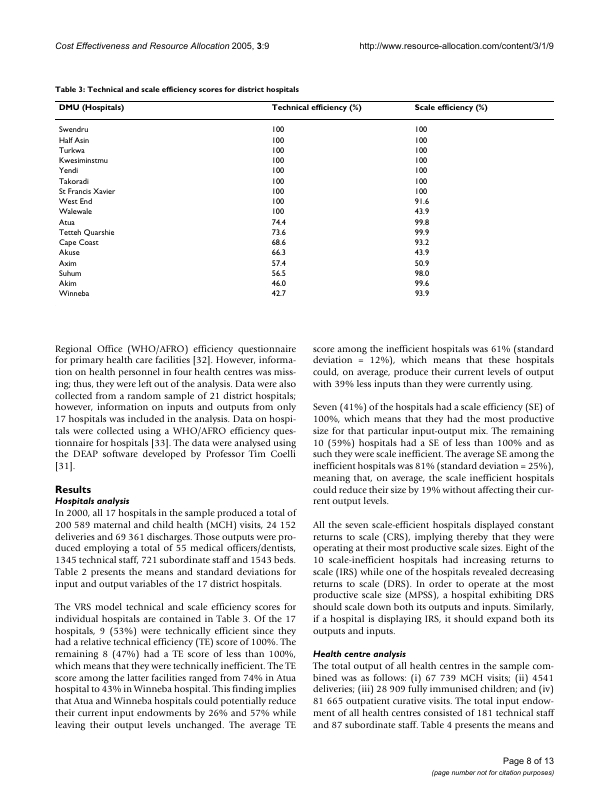 Cost Effectiveness and Resource Allocation 2005, 3:9 http://www.resource-allocation.com/content/3/1/9
Table 3: Technical and scale efficiency scores for district hospitals
DMU (Hospitals) Technical efficiency (%) Scale efficiency (%)
Swendru 100 100
Half Asin 100 100
Turkwa 100 100
Kwesiminstmu 100 100
Yendi 100 100
Takoradi 100 100
St Francis Xavier 100 100
West End 100 91.6
Walewale 100 43.9
Atua 74.4 99.8
Tetteh Quarshie 73.6 99.9
Cape Coast 68.6 93.2
Akuse 66.3 43.9
Axim 57.4 50.9
Suhum 56.5 98.0
Akim 46.0 99.6
Winneba 42.7 93.9
Regional Office (WHO/AFRO) efficiency questionnaire
for primary health care facilities [32]. However, informa-
tion on health personnel in four health centres was miss-
ing; thus, they were left out of the analysis. Data were also
collected from a random sample of 21 district hospitals;
however, information on inputs and outputs from only
17 hospitals was included in the analysis. Data on hospi-
tals were collected using a WHO/AFRO efficiency ques-
tionnaire for hospitals [33]. The data were analysed using
the DEAP software developed by Professor Tim Coelli
[31].
Results
Hospitals analysis
In 2000, all 17 hospitals in the sample produced a total of
200 589 maternal and child health (MCH) visits, 24 152
deliveries and 69 361 discharges. Those outputs were pro-
duced employing a total of 55 medical officers/dentists,
1345 technical staff, 721 subordinate staff and 1543 beds.
Table 2 presents the means and standard deviations for
input and output variables of the 17 district hospitals.
The VRS model technical and scale efficiency scores for
individual hospitals are contained in Table 3. Of the 17
hospitals, 9 (53%) were technically efficient since they
had a relative technical efficiency (TE) score of 100%. The
remaining 8 (47%) had a TE score of less than 100%,
which means that they were technically inefficient. The TE
score among the latter facilities ranged from 74% in Atua
hospital to 43% in Winneba hospital. This finding implies
that Atua and Winneba hospitals could potentially reduce
their current input endowments by 26% and 57% while
leaving their output levels unchanged. The average TE
score among the inefficient hospitals was 61% (standard
deviation = 12%), which means that these hospitals
could, on average, produce their current levels of output
with 39% less inputs than they were currently using.
Seven (41%) of the hospitals had a scale efficiency (SE) of
100%, which means that they had the most productive
size for that particular input-output mix. The remaining
10 (59%) hospitals had a SE of less than 100% and as
such they were scale inefficient. The average SE among the
inefficient hospitals was 81% (standard deviation = 25%),
meaning that, on average, the scale inefficient hospitals
could reduce their size by 19% without affecting their cur-
rent output levels.
All the seven scale-efficient hospitals displayed constant
returns to scale (CRS), implying thereby that they were
operating at their most productive scale sizes. Eight of the
10 scale-inefficient hospitals had increasing returns to
scale (IRS) while one of the hospitals revealed decreasing
returns to scale (DRS). In order to operate at the most
productive scale size (MPSS), a hospital exhibiting DRS
should scale down both its outputs and inputs. Similarly,
if a hospital is displaying IRS, it should expand both its
outputs and inputs.
Health centre analysis
The total output of all health centres in the sample com-
bined was as follows: (i) 67 739 MCH visits; (ii) 4541
deliveries; (iii) 28 909 fully immunised children; and (iv)
81 665 outpatient curative visits. The total input endow-
ment of all health centres consisted of 181 technical staff
and 87 subordinate staff. Table 4 presents the means and
Page 8 of 13
(page number not for citation purposes)